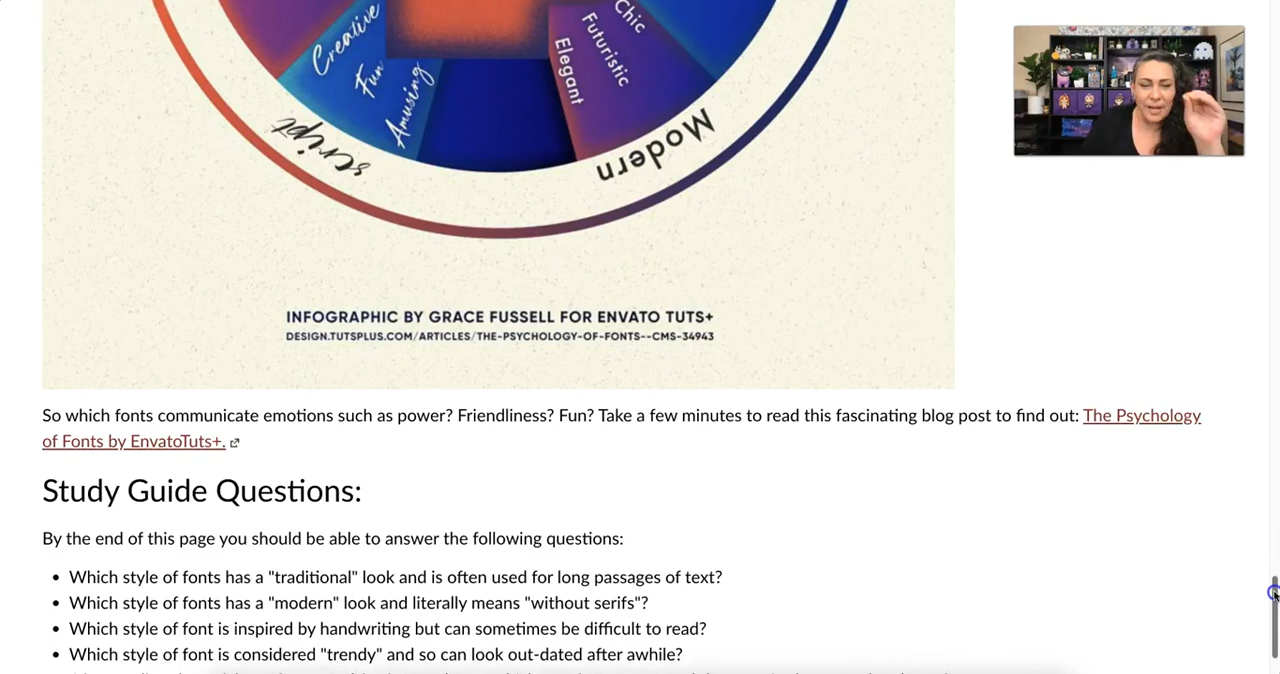 Creative
Fun
Amusing
Chic
Futuristic
Elegant
script
Modern
INFOGRAPHIC BY GRACE FUSSELL FOR ENVATO TUTS+
DESIGN.TUTSPLUS.COM/ARTICLES/THE-PSYCHOLOGY-OF-FONTS--CMS-34943
So which fonts communicate emotions such as power? Friendliness? Fun? Take a few minutes to read this fascinating blog post to find out: The Psychology
of Fonts by EnvatoTuts+.
Study Guide Questions:
By the end of this page you should be able to answer the following questions:
• Which style of fonts has a "traditional" look and is often used for long passages of text?
• Which style of fonts has a "modern" look and literally means "without serifs"?
• Which style of font is inspired by handwriting but can sometimes be difficult to read?
• Which style of font is considered "trendy" and so can look out-dated after awhile?